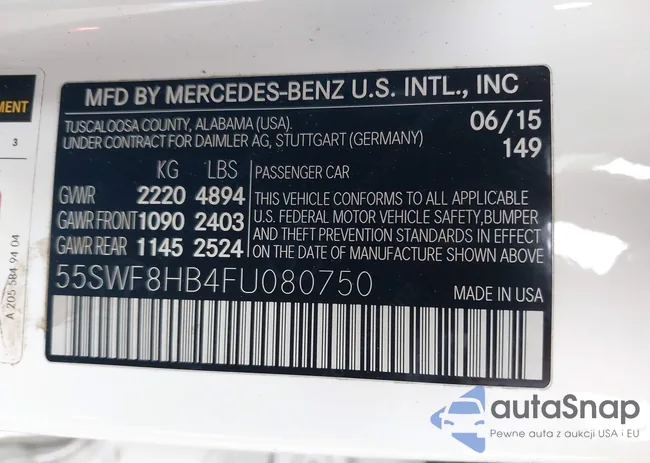 MENT
3
A 205 584 94 04
MFD BY MERCEDES-BENZ U.S. INTL., INC
TUSCALOOSA COUNTY, ALABAMA (USA).
UNDER CONTRACT FOR DAIMLER AG, STUTTGART (GERMANY)
06/15
149
KG LBS
GVWR 2220 4894
GAWR FRONT 1090 2403
GAWR REAR 1145 2524
PASSENGER CAR
THIS VEHICLE CONFORMS TO ALL APPLICABLE
U.S. FEDERAL MOTOR VEHICLE SAFETY,BUMPER
AND THEFT PREVENTION STANDARDS IN EFFECT
ON THE DATE OF MANUFACTURE SHOWN ABOVE.
55SWF8HB4FU080750
MADE IN USA
autaSnap
Pewne auta z aukcji USA i EU